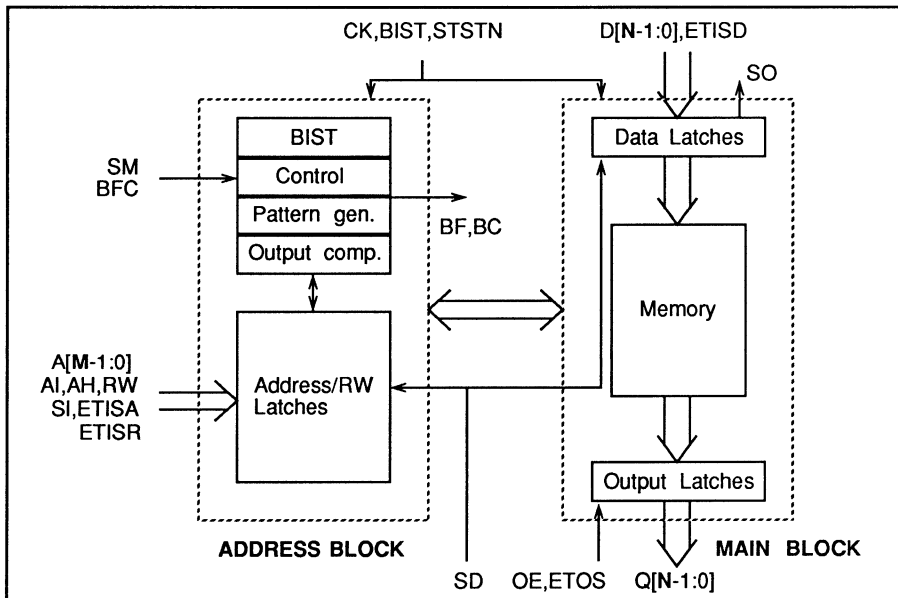 CK,BIST,STSTN
D[N-1:0],ETISD
SO
BIST
Control
Pattern gen.
Output comp.
SM
BFC
BF,BC
Data Latches
Memory
A[M-1:0]
AI,AH,RW
SI,ETISA
ETISR
Address/RW
Latches
Output Latches
ADDRESS BLOCK
MAIN BLOCK
SD
OE,ETOS
Q[N-1:0]